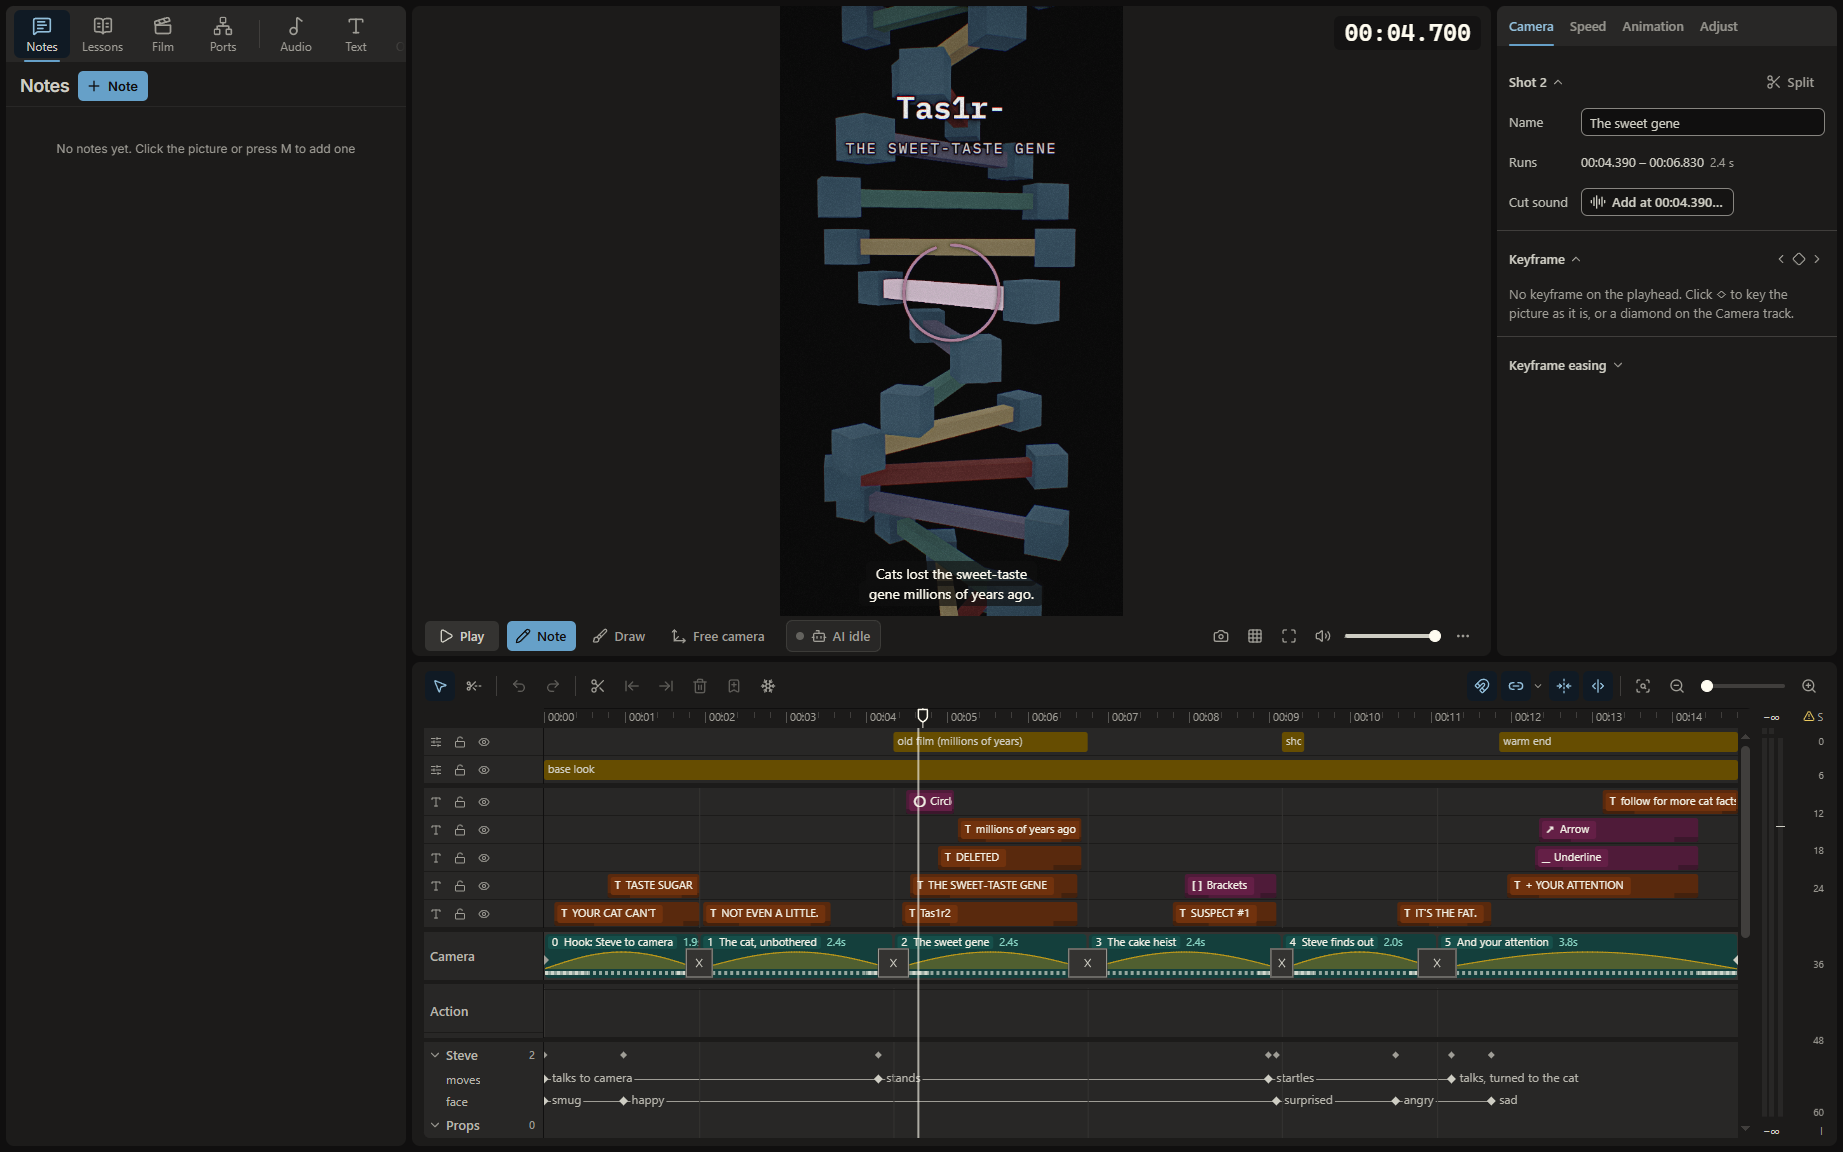 Notes
Lessons
Film
Ports
Audio
Text
Notes
+ Note
No notes yet. Click the picture or press M to add one
00:04.700
Tas1r-
THE SWEET-TASTE GENE
Cats lost the sweet-taste
gene millions of years ago.
Play
Note
Draw
Free camera
AI idle
Camera
Speed
Animation
Adjust
Shot 2
Split
Name
The sweet gene
Runs
00:04.390 – 00:06.830 2.4 s
Cut sound
Add at 00:04.390...
Keyframe
No keyframe on the playhead. Click ◇ to key the
picture as it is, or a diamond on the Camera track.
Keyframe easing
00:00 00:01 00:02 00:03 00:04 00:05 00:06 00:07 00:08 00:09 00:10 00:11 00:12 00:13 00:14
-∞
S
old film (millions of years)
shc
warm end
0
base look
6
T
Circl
T follow for more cat facts
12
T
T millions of years ago
Arrow
T
T DELETED
Underline
18
T
T TASTE SUGAR
T THE SWEET-TASTE GENE
[ ] Brackets
T + YOUR ATTENTION
24
T
T YOUR CAT CAN'T
T NOT EVEN A LITTLE.
T Tas1r2
T SUSPECT #1
T IT'S THE FAT.
Camera
0 Hook: Steve to camera 1.9
1 The cat, unbothered 2.4s
2 The sweet gene 2.4s
3 The cake heist 2.4s
4 Steve finds out 2.0s
5 And your attention 3.8s
X
X
X
X
X
36
Action
48
Steve 2
moves
talks to camera
stands
startles
talks, turned to the cat
face
smug
happy
surprised
angry
sad
60
Props 0
-∞